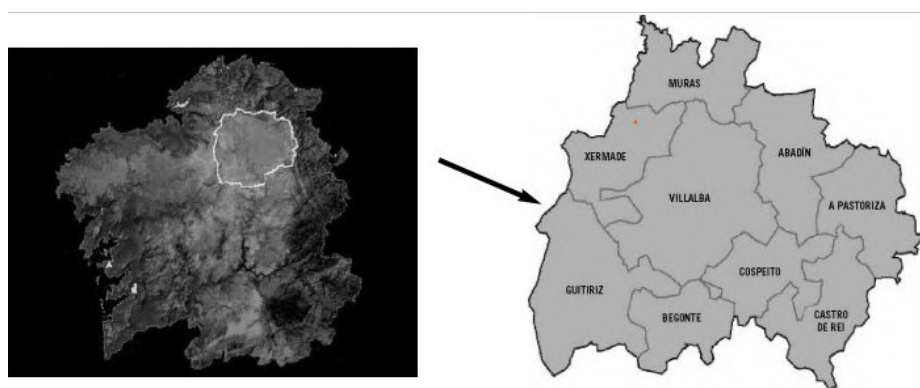 MURAS
XERMADE
ABADÍN
A PASTORIZA
VILLALBA
COSPEITO
GUITIRIZ
BEGONTE
CASTRO
DE REI